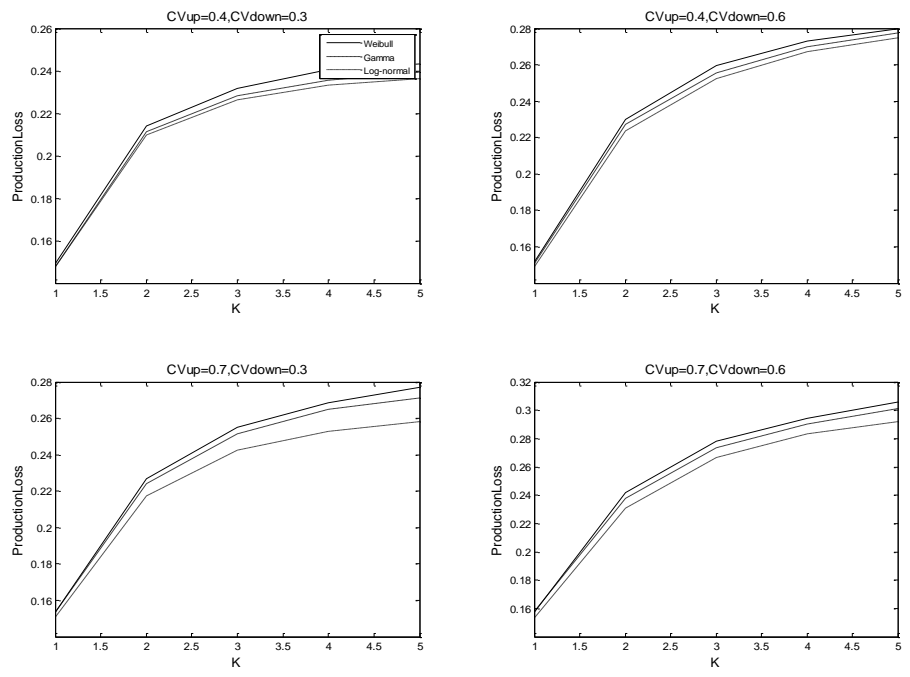 CVup=0.4,CVdown=0.3
0.26
0.24
0.22
0.2
0.18
0.16
ProductionLoss
Weibull
Gamma
Log-normal
1 1.5 2 2.5 3 3.5 4 4.5 5
K
CVup=0.4,CVdown=0.6
0.28
0.26
0.24
0.22
0.2
0.18
0.16
ProductionLoss
1 1.5 2 2.5 3 3.5 4 4.5 5
K
CVup=0.7,CVdown=0.3
0.28
0.26
0.24
0.22
0.2
0.18
0.16
ProductionLoss
1 1.5 2 2.5 3 3.5 4 4.5 5
K
CVup=0.7,CVdown=0.6
0.32
0.3
0.28
0.26
0.24
0.22
0.2
0.18
0.16
ProductionLoss
1 1.5 2 2.5 3 3.5 4 4.5 5
K